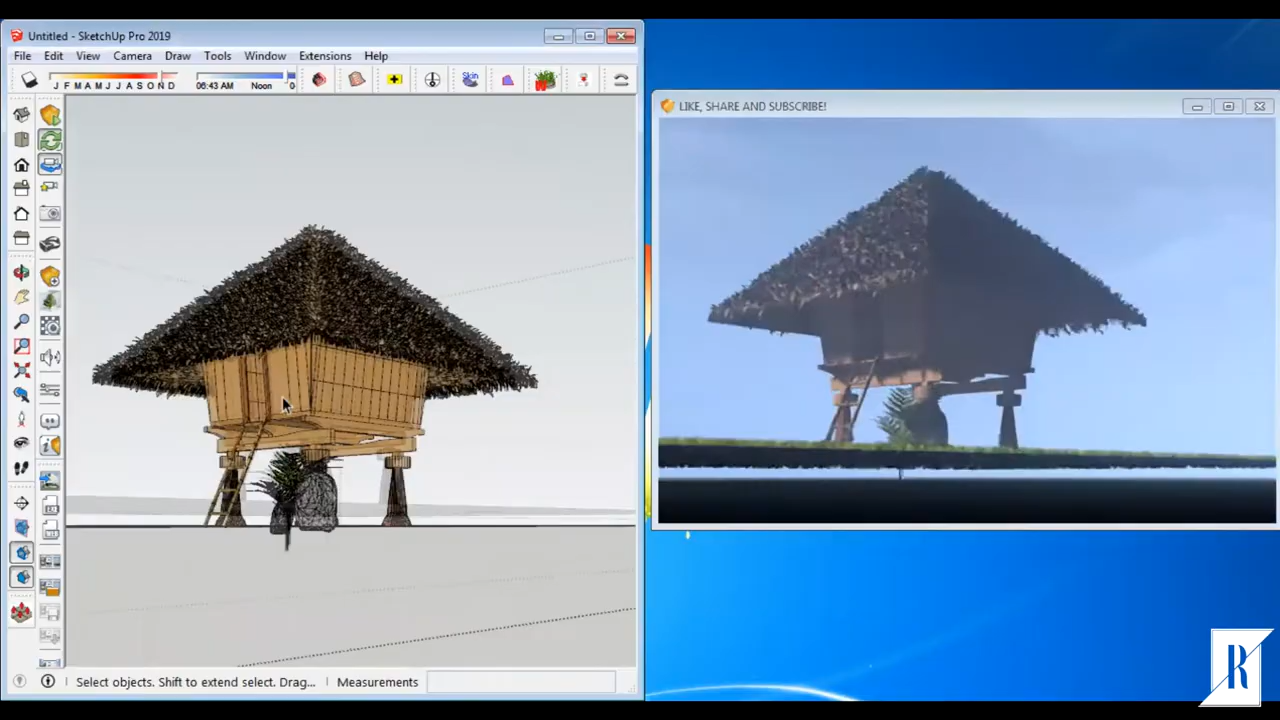 Untitled - SketchUp Pro 2019
File Edit View Camera Draw Tools Window Extensions Help
J F M A M J J A S O N D
06:43 AM Noon
Skin
LIKE, SHARE AND SUBSCRIBE!
Select objects. Shift to extend select. Drag...
Measurements
R